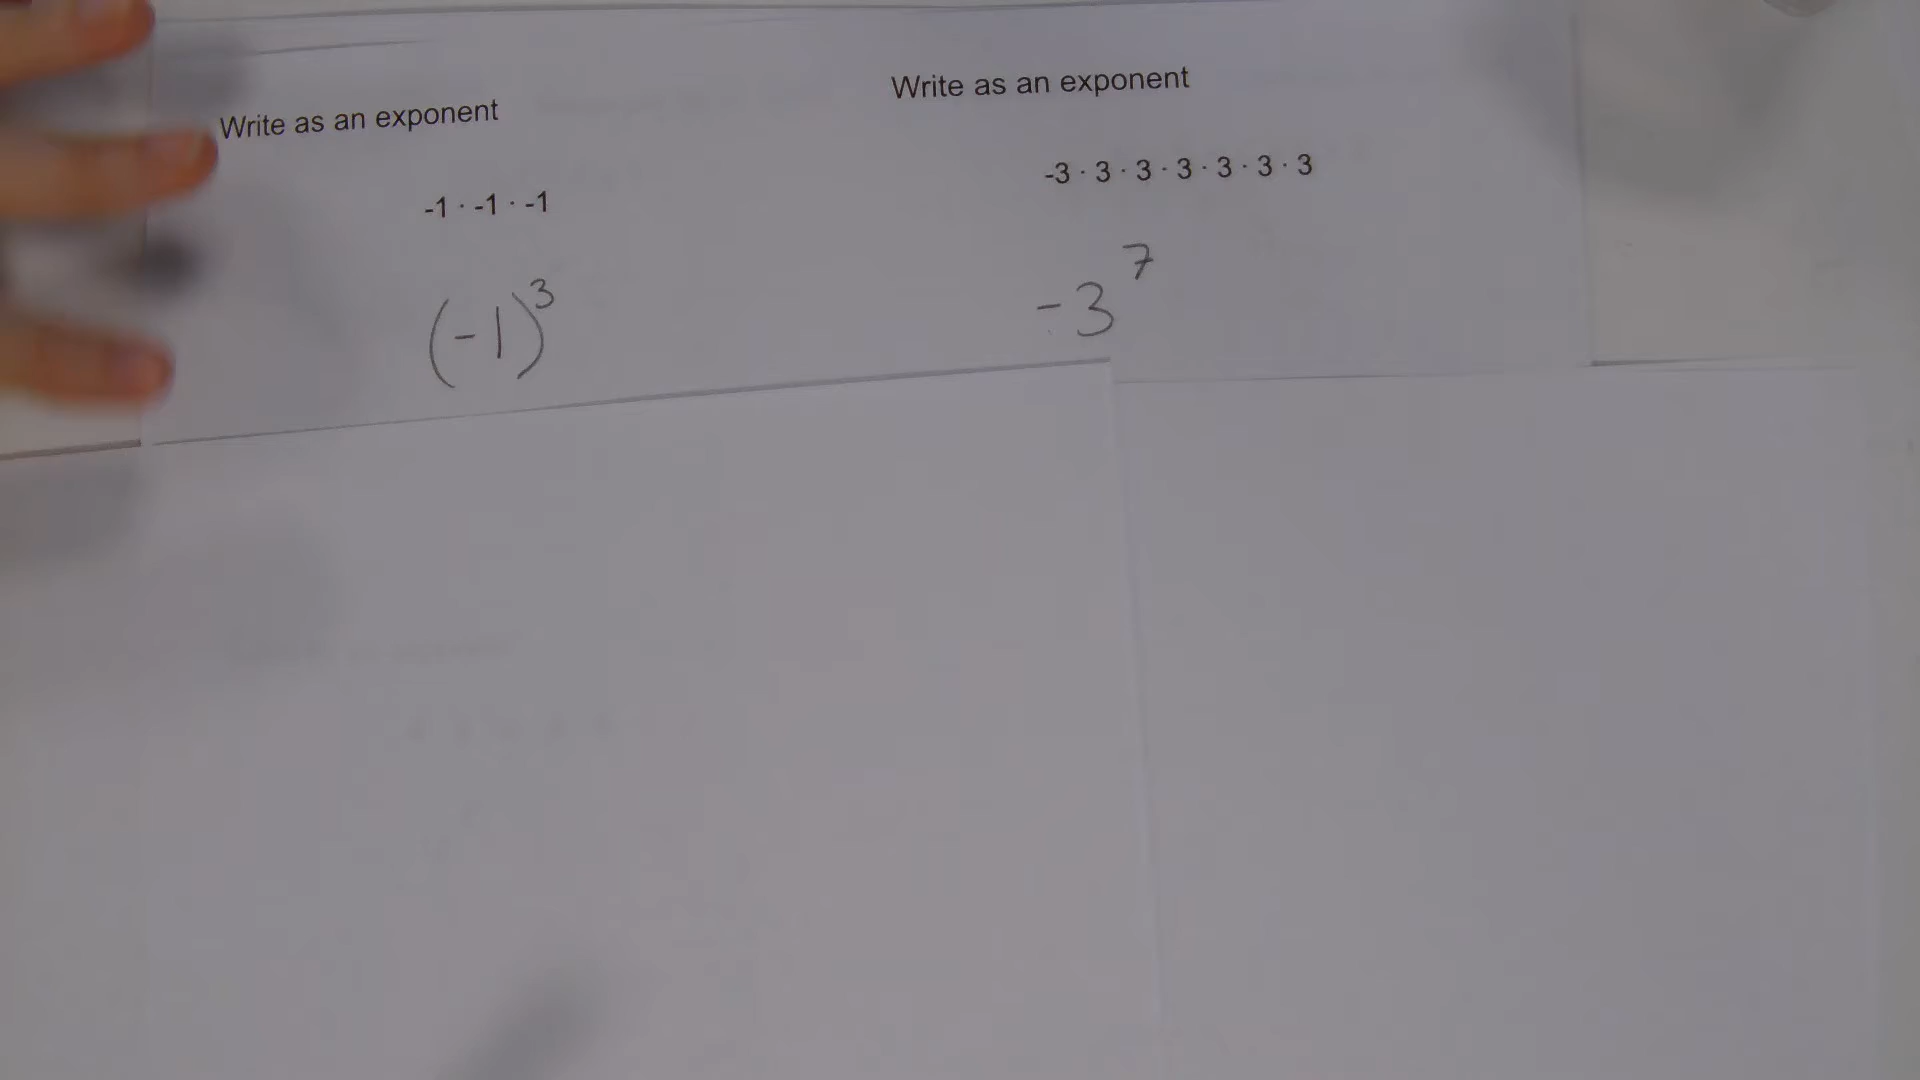 Write as an exponent
-1 · -1 · -1
(-1)³
Write as an exponent
-3 · 3 · 3 · 3 · 3 · 3 · 3
-3⁷